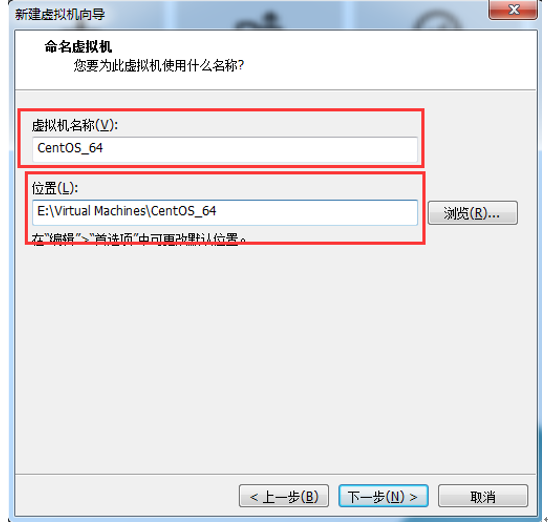 新建虚拟机向导
命名虚拟机
您要为此虚拟机使用什么名称?
虚拟机名称(V):
CentOS_64
位置(L):
E:\Virtual Machines\CentOS_64
浏览(R)...
在“编辑”>“首选项”中可更改默认位置。
< 上一步(B)
下一步(N) >
取消